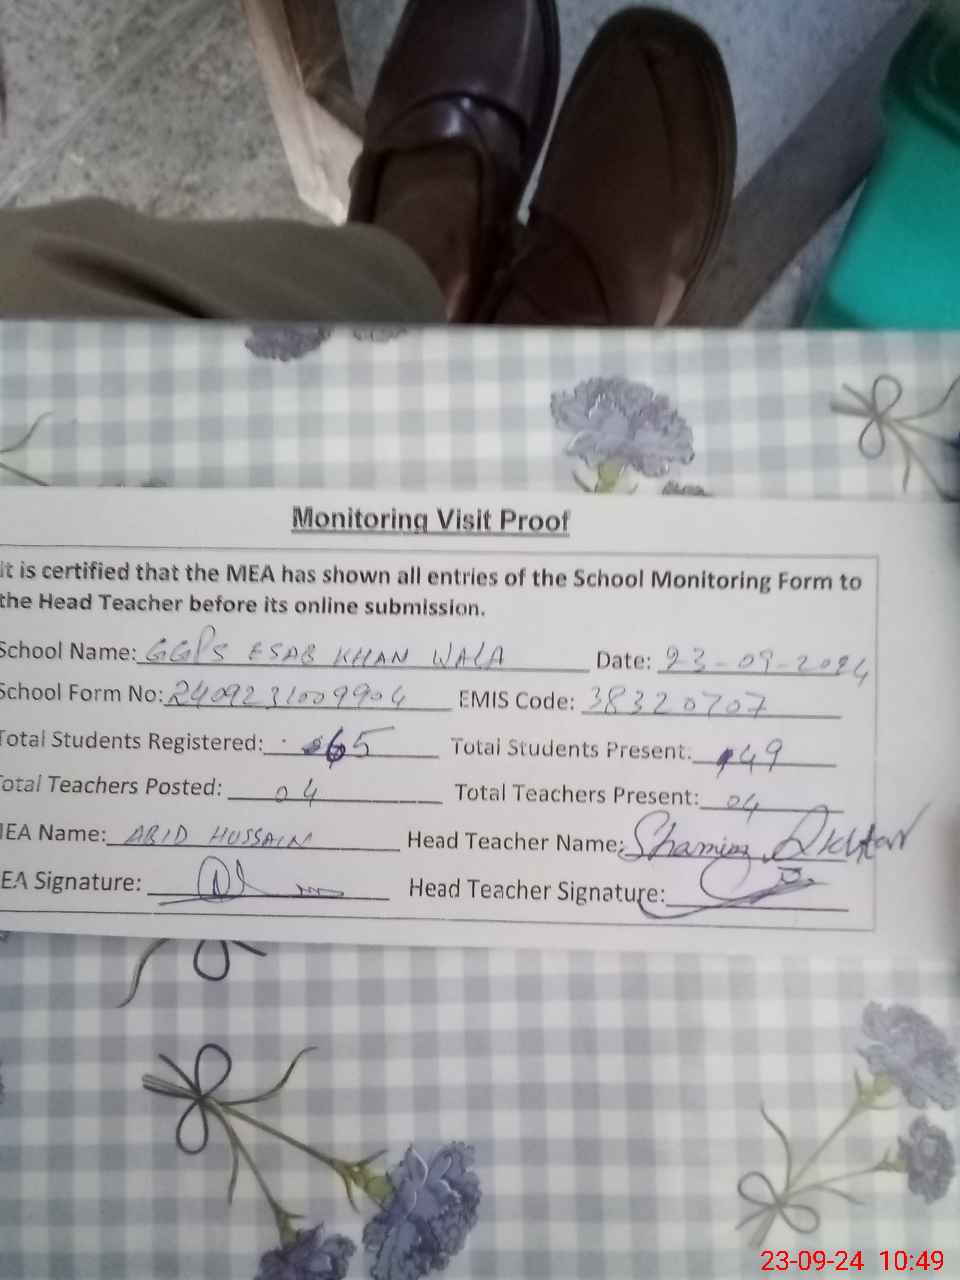 Monitoring Visit Proof
it is certified that the MEA has shown all entries of the School Monitoring Form to
the Head Teacher before its online submission.
School Name: GGPS ESAB KHAN WALA Date: 23-09-2024
School Form No: 2409231009904 EMIS Code: 38320707
Total Students Registered: 65 Total Students Present: 49
Total Teachers Posted: 04 Total Teachers Present: 04
MEA Name: ABID HUSSAIN Head Teacher Name: Shamim Akhtar
EA Signature: Head Teacher Signature:
23-09-24 10:49